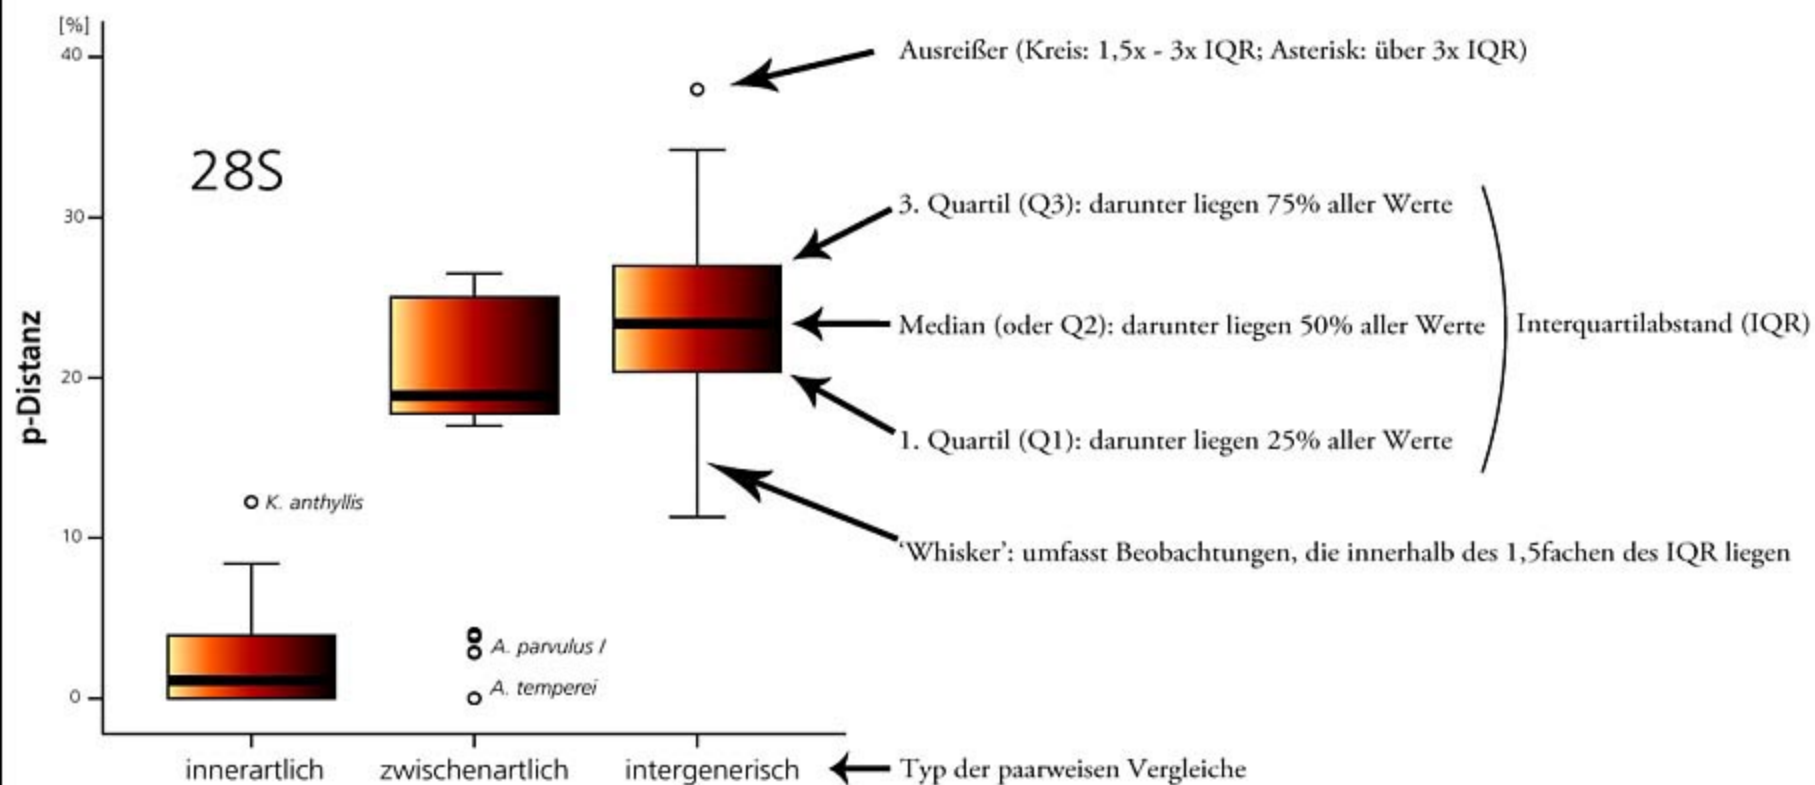 [%]
40
Ausreißer (Kreis: 1,5x - 3x IQR; Asterisk: über 3x IQR)
28S
30
3. Quartil (Q3): darunter liegen 75% aller Werte
p-Distanz
Median (oder Q2): darunter liegen 50% aller Werte
Interquartilabstand (IQR)
20
1. Quartil (Q1): darunter liegen 25% aller Werte
K. anthyllis
10
‘Whisker’: umfasst Beobachtungen, die innerhalb des 1,5fachen des IQR liegen
A. parvulus I
A. temperei
0
innerartlich
zwischenartlich
intergenerisch
Typ der paarweisen Vergleiche